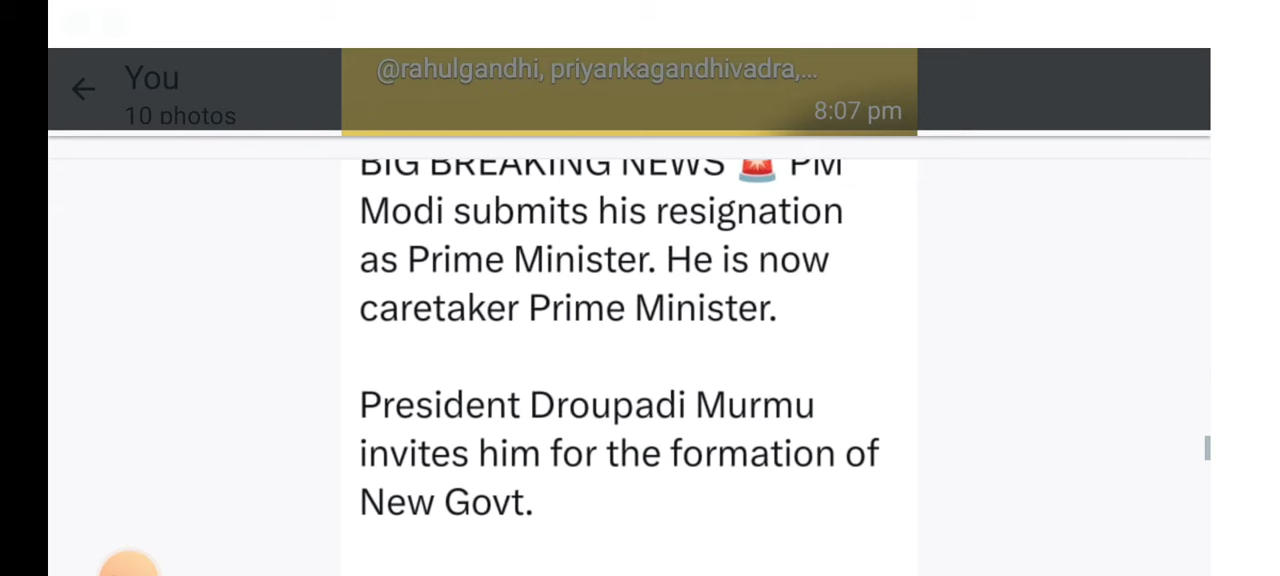 You
10 photos
@rahulgandhi, priyankagandhivadra,...
8:07 pm
BIG BREAKING NEWS 🚨 PM
Modi submits his resignation
as Prime Minister. He is now
caretaker Prime Minister.
President Droupadi Murmu
invites him for the formation of
New Govt.